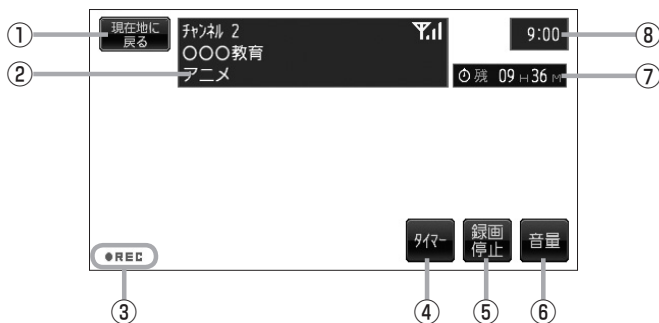 ①
現在地に
戻る
チャンネル 2
○○○教育
②
アニメ
9:00
⑧
残 09 H 36 M
⑦
●REC
タイマー
録画
停止
音量
③
④
⑤
⑥